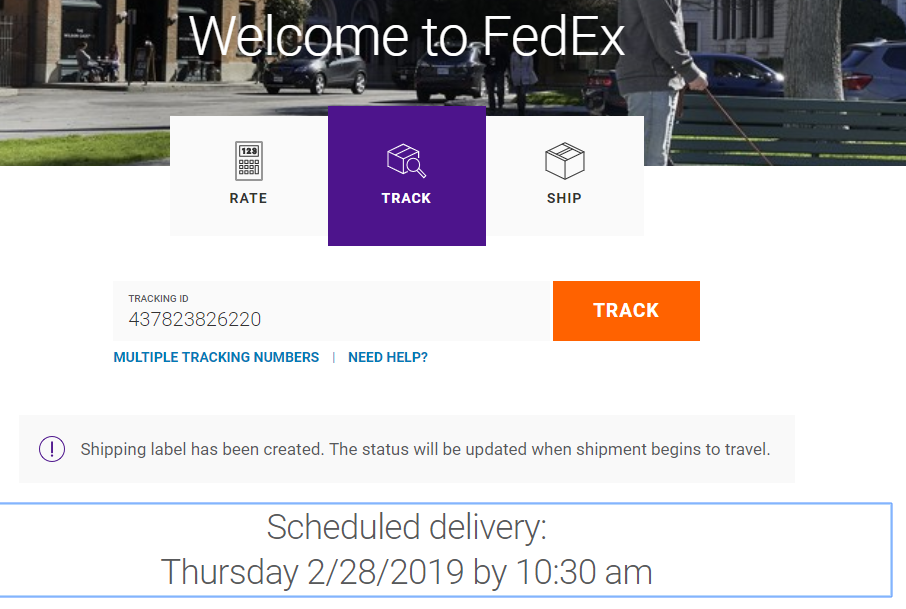 Welcome to FedEx
RATE
TRACK
SHIP
TRACKING ID
437823826220
TRACK
MULTIPLE TRACKING NUMBERS | NEED HELP?
Shipping label has been created. The status will be updated when shipment begins to travel.
Scheduled delivery:
Thursday 2/28/2019 by 10:30 am